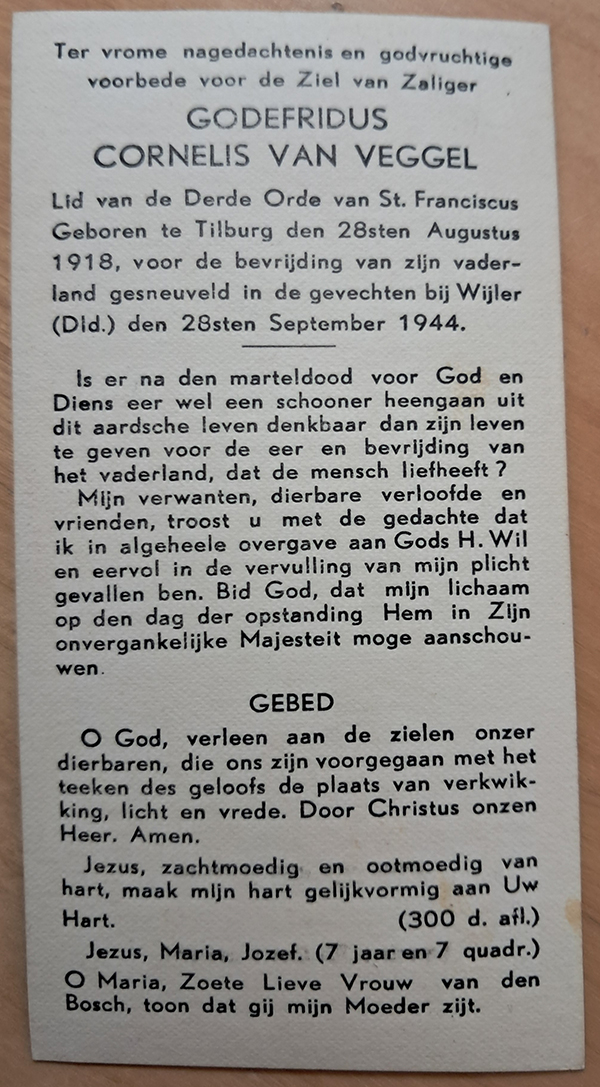 Ter vrome nagedachtenis en godvruchtige
voorbede voor de Ziel van Zaliger
GODEFRIDUS
CORNELIS VAN VEGGEL
Lid van de Derde Orde van St. Franciscus
Geboren te Tilburg den 28sten Augustus
1918, voor de bevrijding van zijn vader-
land gesneuveld in de gevechten bij Wijler
(Dld.) den 28sten September 1944.
Is er na den marteldood voor God en
Diens eer wel een schooner heengaan uit
dit aardsche leven denkbaar dan zijn leven
te geven voor de eer en bevrijding van
het vaderland, dat de mensch liefheeft?
Mijn verwanten, dierbare verloofde en
vrienden, troost u met de gedachte dat
ik in algeheele overgave aan Gods H. Wil
en eervol in de vervulling van mijn plicht
gevallen ben. Bid God, dat mijn lichaam
op den dag der opstanding Hem in Zijn
onvergankelijke Majesteit moge aanschou-
wen.
GEBED
O God, verleen aan de zielen onzer
dierbaren, die ons zijn voorgegaan met het
teeken des geloofs de plaats van verkwik-
king, licht en vrede. Door Christus onzen
Heer. Amen.
Jezus, zachtmoedig en ootmoedig van
hart, maak mijn hart gelijkvormig aan Uw
Hart. (300 d. afl.)
Jezus, Maria, Jozef. (7 jaar en 7 quadr.)
O Maria, Zoete Lieve Vrouw van den
Bosch, toon dat gij mijn Moeder zijt.